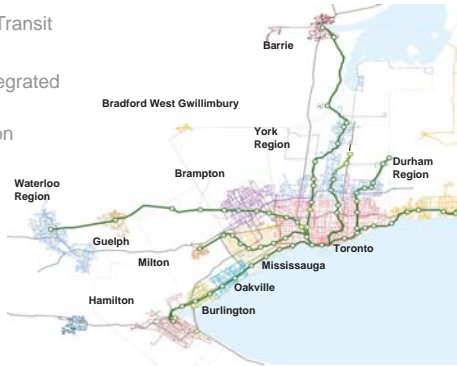 Transit
egrated
on
Barrie
Bradford West Gwillimbury
York
Region
Durham
Region
Brampton
Waterloo
Region
Guelph
Milton
Toronto
Mississauga
Oakville
Hamilton
Burlington